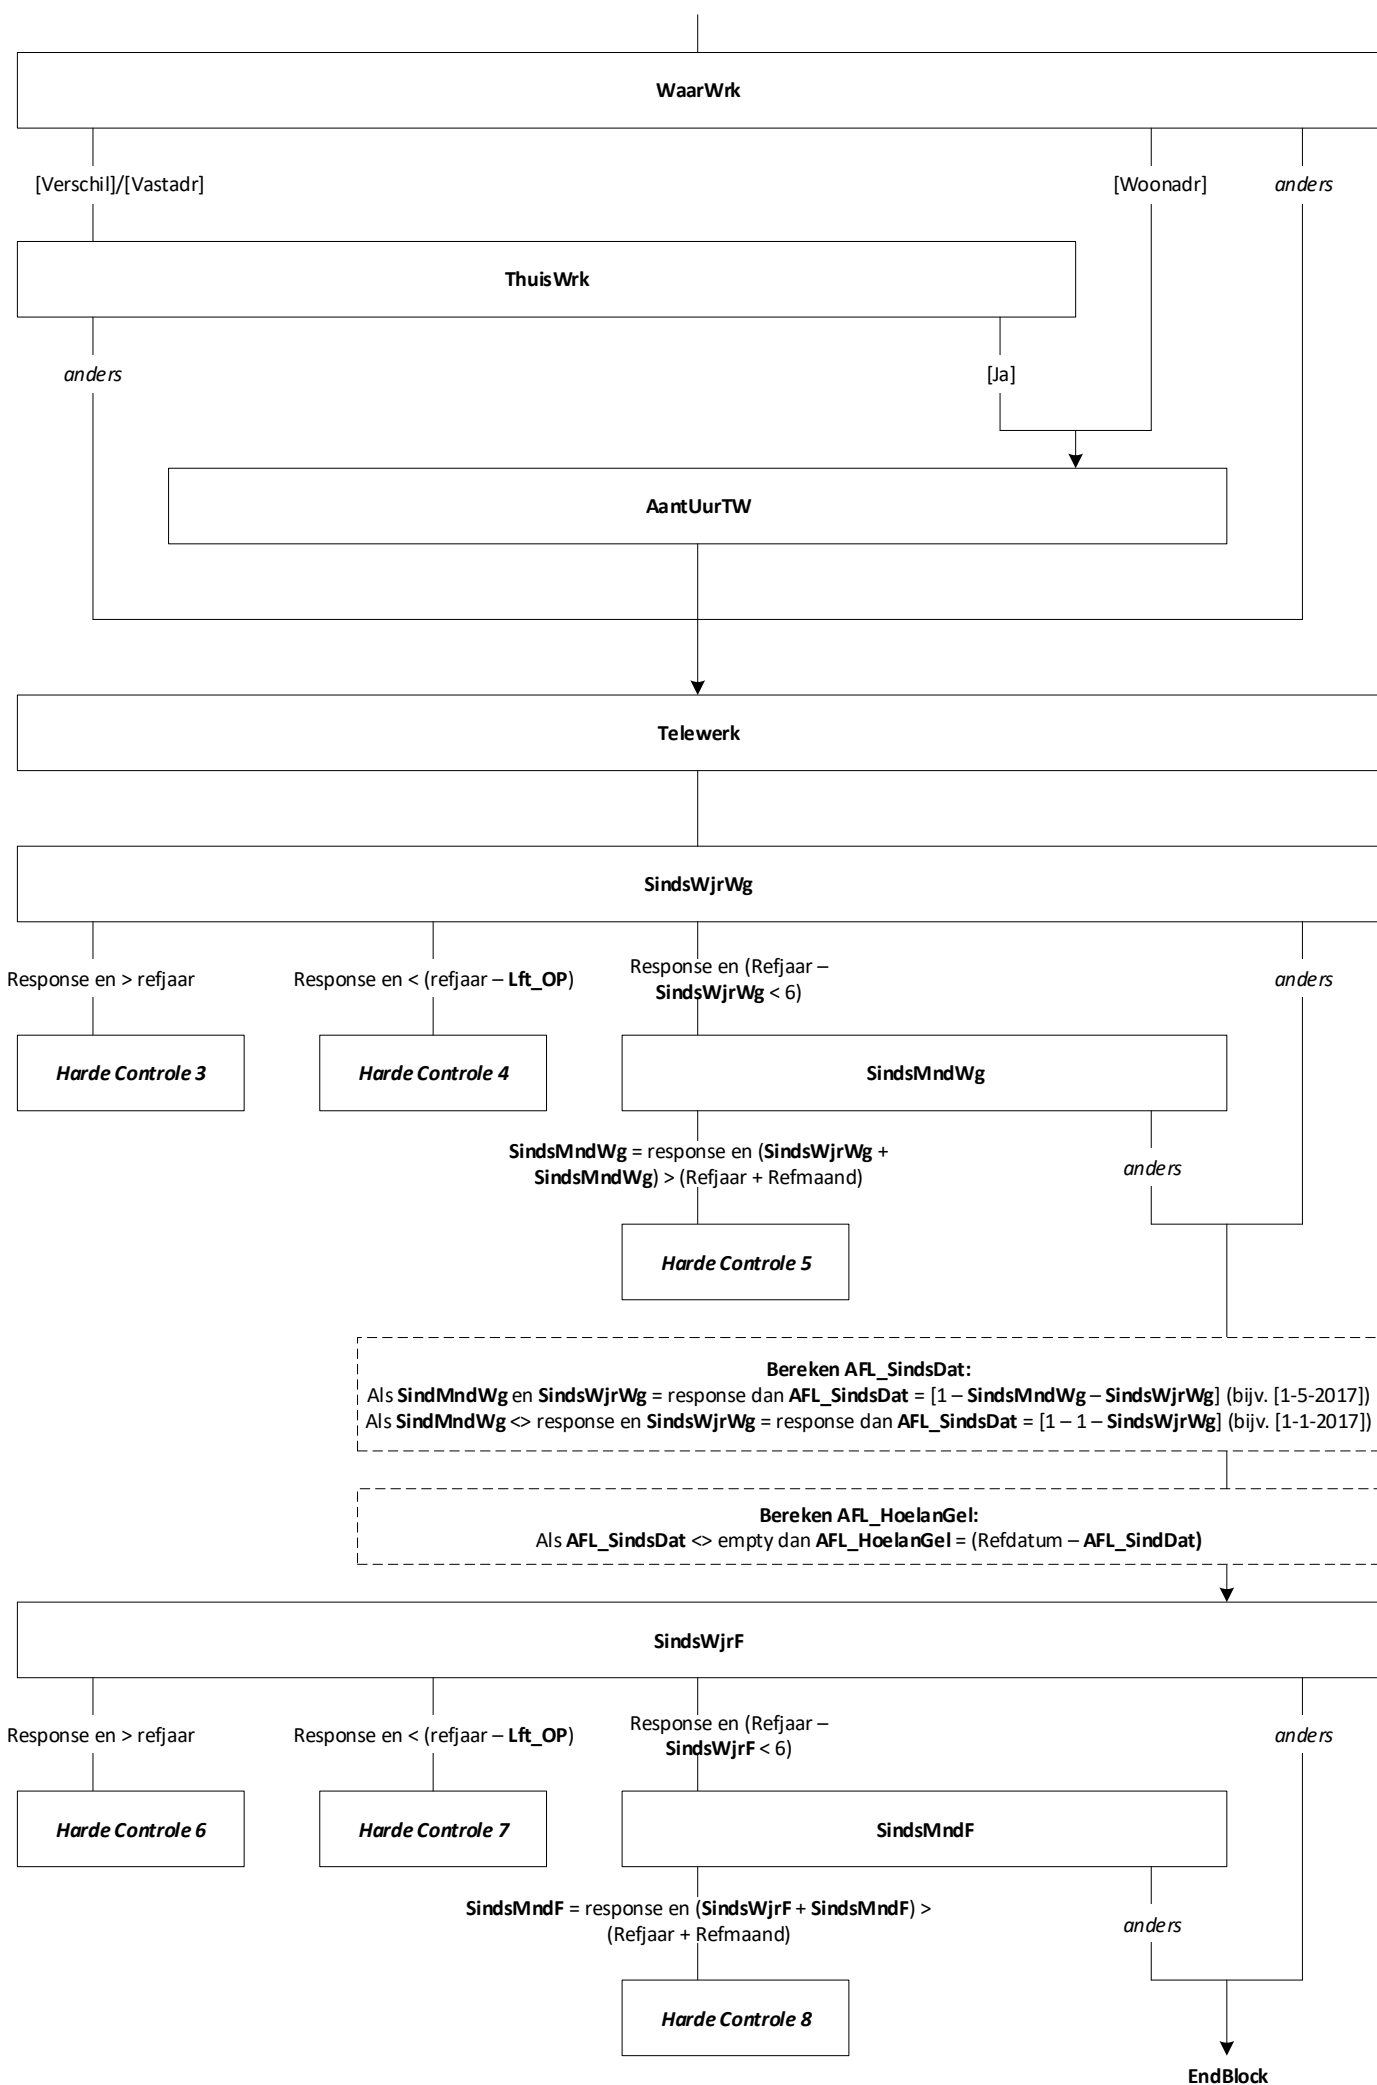 WaarWrk
[Verschil]/[Vastadr]
[Woonadr]
anders
ThuisWrk
anders
[Ja]
AantUurTW
Telewerk
SindsWjrWg
Response en > refjaar
Response en < (refjaar – Lft_OP)
Response en (Refjaar –
SindsWjrWg < 6)
anders
Harde Controle 3
Harde Controle 4
SindsMndWg
SindsMndWg = response en (SindsWjrWg +
SindsMndWg) > (Refjaar + Refmaand)
anders
Harde Controle 5
Bereken AFL_SindsDat:
Als SindMndWg en SindsWjrWg = response dan AFL_SindsDat = [1 – SindsMndWg – SindsWjrWg] (bijv. [1-5-2017])
Als SindMndWg <> response en SindsWjrWg = response dan AFL_SindsDat = [1 – 1 – SindsWjrWg] (bijv. [1-1-2017])
Bereken AFL_HoelanGel:
Als AFL_SindsDat <> empty dan AFL_HoelanGel = (Refdatum – AFL_SindDat)
SindsWjrF
Response en > refjaar
Response en < (refjaar – Lft_OP)
Response en (Refjaar –
SindsWjrF < 6)
anders
Harde Controle 6
Harde Controle 7
SindsMndF
SindsMndF = response en (SindsWjrF + SindsMndF) >
(Refjaar + Refmaand)
anders
Harde Controle 8
EndBlock